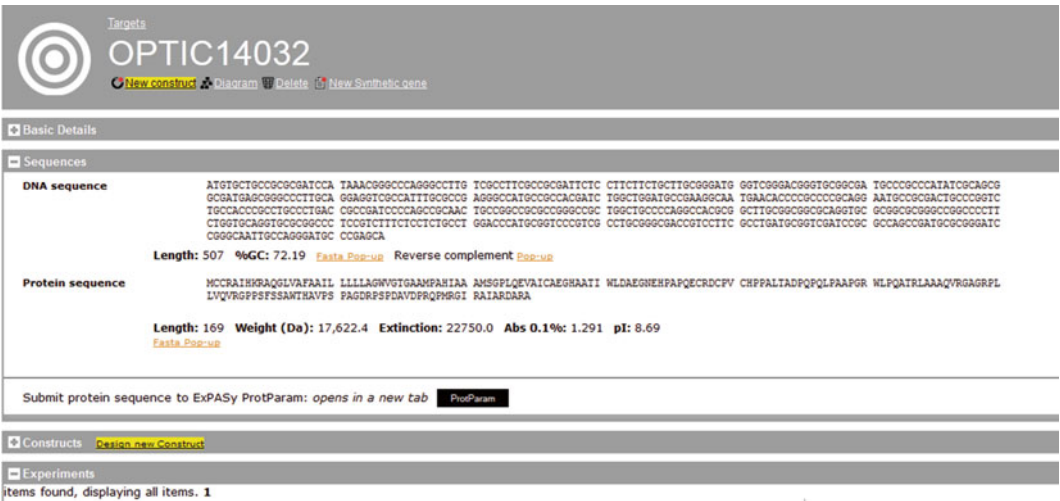 Targets
OPTIC14032
New construct Diagram Delete New Synthetic gene
Basic Details
Sequences
DNA sequence ATGTGCTGCCGCGCGATCCA TAAACGGGCCCAGGGCCTTG TCGCCTTCGCCGCGATTCTC CTTCTTCTGCTTGCGGGATG GGTCGGGACGGGTGCGGCGA TGCCCGCCCATATCGCAGCG
GCGATGAGCGGGCCCTTGCA GGAGGTCGCCATTTGCGCCG AGGGCCATGCCGCCACGATC TGGCTGGATGCCGAAGGCAA TGAACACCCCGCCCCGCAGG AATGCCGCGACTGCCCGGTC
TGCCACCCGCCTGCCCTGAC CGCCGATCCCCAGCCGCAAC TGCCGGCCGCGCCGGGCCGC TGGCTGCCCCAGGCCACGCG GCTTGCGGCGGCGCAGGTGC GCGGCGCGGGCCGGCCCCTT
CTGGTGCAGGTGCGCGGCCC TCCGTCTTTCTCCTCTGCCT GGACCCATGCGGTCCCGTCG CCTGCGGGCGACCGTCCTTC GCCTGATGCGGTCGATCCGC GCCAGCCGATGCGCGGGATC
CGGGCAATTGCCAGGGATGC CCGAGCA
Length: 507 %GC: 72.19 Fasta Pop-up Reverse complement Pop-up
Protein sequence MCCRAIHKRAQGLVAFAAIL LLLLAGWVGTGAAMPAHIAA AMSGPLQEVAICAEGHAATI WLDAEGNEHPAPQECRDCPV CHPPALTADPQPQLPAAPGR WLPQATRLAAAQVRGAGRPL
LVQVRGPPSFSSAWTHAVPS PAGDRPSPDAVDPRQPMRGI RAIARDARA
Length: 169 Weight (Da): 17,622.4 Extinction: 22750.0 Abs 0.1%: 1.291 pI: 8.69
Fasta Pop-up
Submit protein sequence to ExPASy ProtParam: opens in a new tab ProtParam
Constructs Design new Construct
Experiments
items found, displaying all items. 1